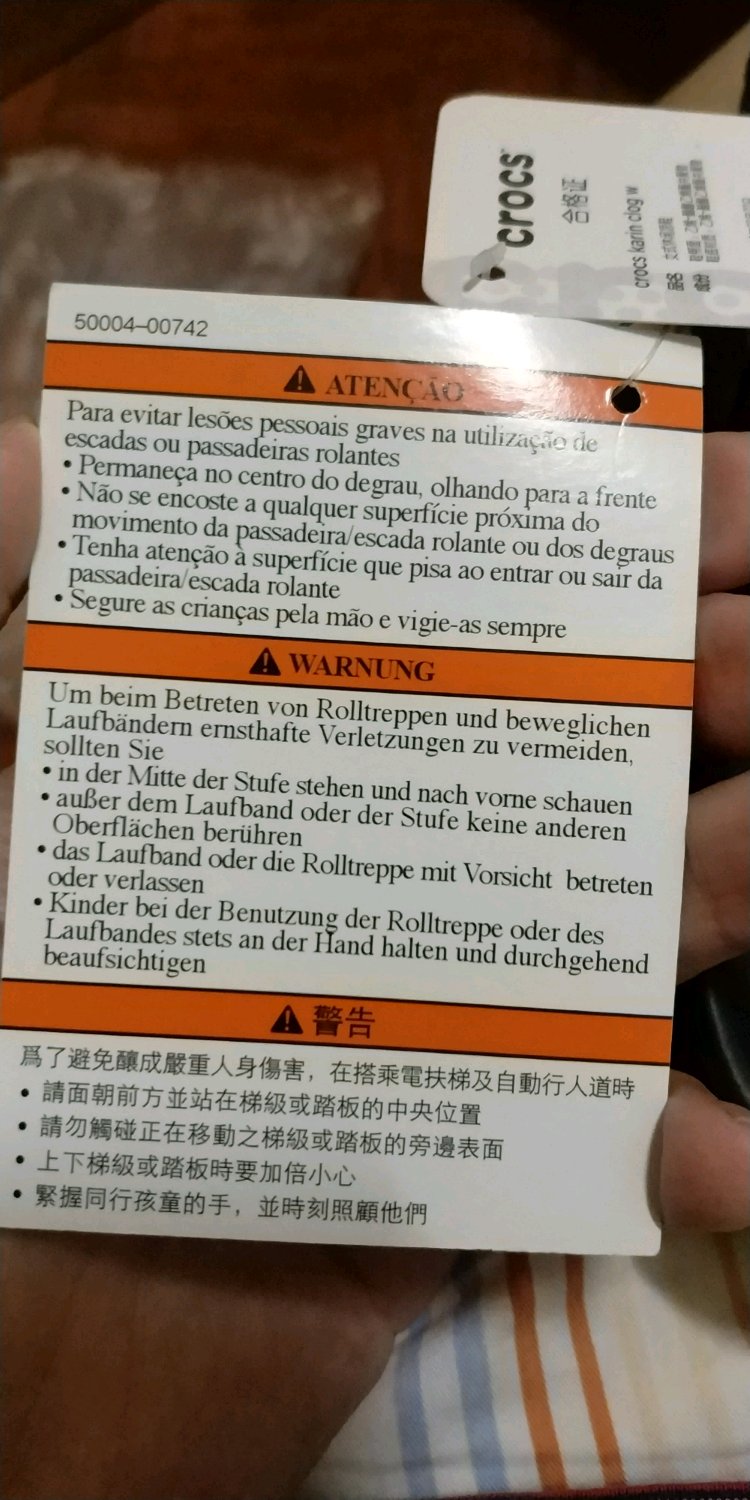 crocs
合格证
crocs karin clog w
品名
成份
50004–00742
ATENÇÃO
Para evitar lesões pessoais graves na utilização de
escadas ou passadeiras rolantes
• Permaneça no centro do degrau, olhando para a frente
• Não se encoste a qualquer superfície próxima do
movimento da passadeira/escada rolante ou dos degraus
• Tenha atenção à superfície que pisa ao entrar ou sair da
passadeira/escada rolante
• Segure as crianças pela mão e vigie-as sempre
WARNUNG
Um beim Betreten von Rolltreppen und beweglichen
Laufbändern ernsthafte Verletzungen zu vermeiden,
sollten Sie
• in der Mitte der Stufe stehen und nach vorne schauen
• außer dem Laufband oder der Stufe keine anderen
Oberflächen berühren
• das Laufband oder die Rolltreppe mit Vorsicht betreten
oder verlassen
• Kinder bei der Benutzung der Rolltreppe oder des
Laufbandes stets an der Hand halten und durchgehend
beaufsichtigen
警告
爲了避免釀成嚴重人身傷害，在搭乘電扶梯及自動行人道時
• 請面朝前方並站在梯級或踏板的中央位置
• 請勿觸碰正在移動之梯級或踏板的旁邊表面
• 上下梯級或踏板時要加倍小心
• 緊握同行孩童的手，並時刻照顧他們